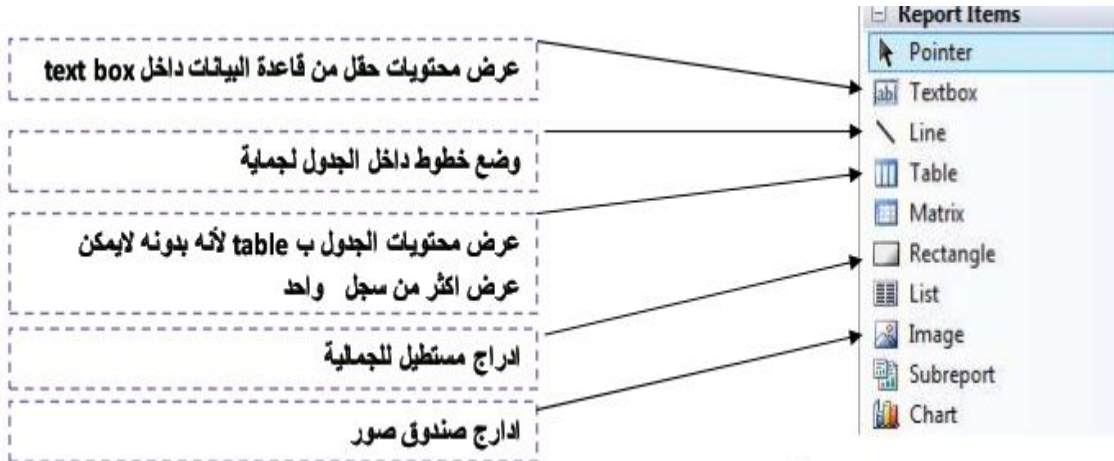 عرض محتويات حقل من قاعدة البيانات داخل text box
وضع خطوط داخل الجدول لجماية
عرض محتويات الجدول ب table لأنه بدونه لايمكن
عرض اكثر من سجل واحد
ادراج مستطيل للجمالية
ادارج صندوق صور
Report Items
Pointer
Textbox
Line
Table
Matrix
Rectangle
List
Image
Subreport
Chart